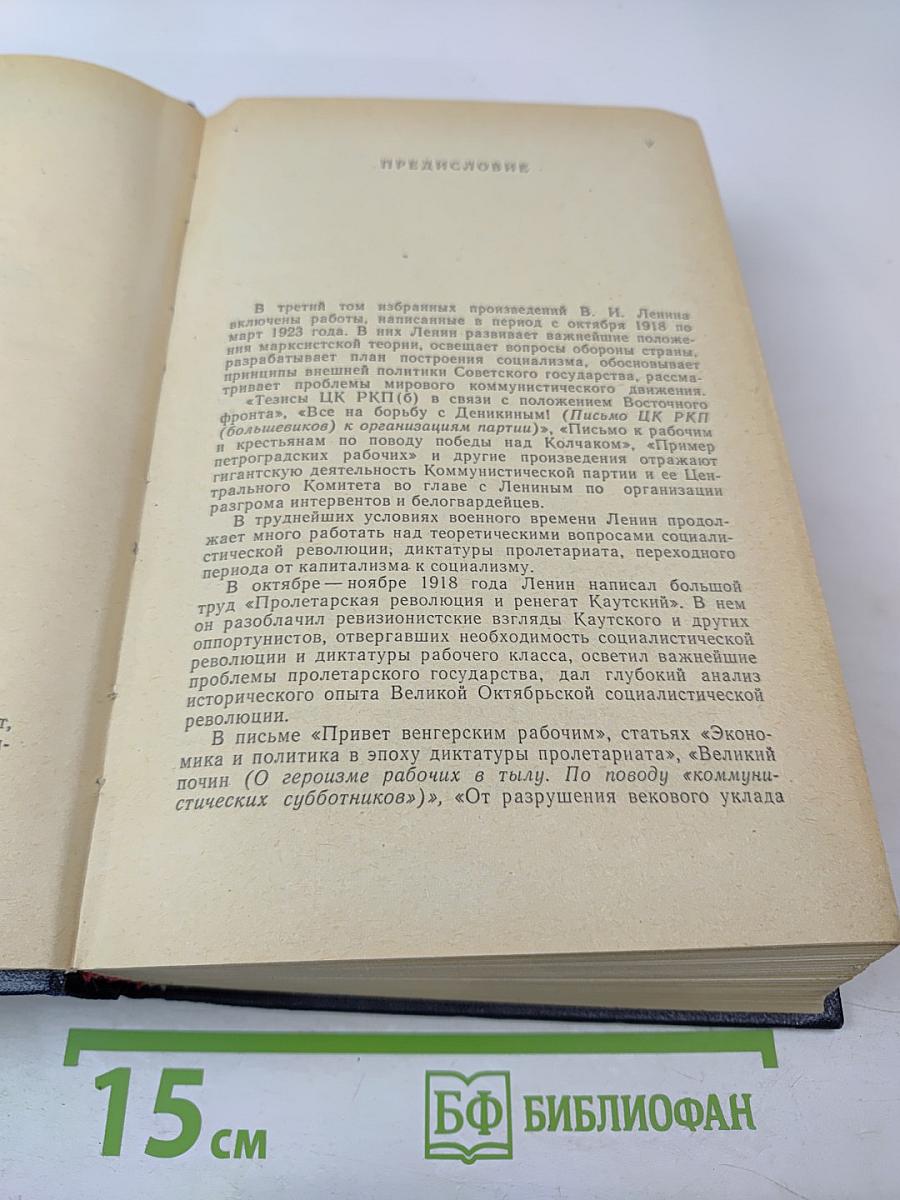 ПРЕДИСЛОВИЕ
В третий том избранных произведений В. И. Ленина
включены работы, написанные в период с октября 1918 по
март 1923 года. В них Ленин развивает важнейшие положе-
ния марксистской теории, освещает вопросы обороны страны,
разрабатывает план построения социализма, обосновывает
принципы внешней политики Советского государства, рассма-
тривает проблемы мирового коммунистического движения.
«Тезисы ЦК РКП(б) в связи с положением Восточного
фронта», «Все на борьбу с Деникиным! (Письмо ЦК РКП
(большевиков) к организациям партии)», «Письмо к рабочим
и крестьянам по поводу победы над Колчаком», «Пример
петроградских рабочих» и другие произведения отражают
гигантскую деятельность Коммунистической партии и ее Цен-
трального Комитета во главе с Лениным по организации
разгрома интервентов и белогвардейцев.
В труднейших условиях военного времени Ленин продол-
жает много работать над теоретическими вопросами социали-
стической революции, диктатуры пролетариата, переходного
периода от капитализма к социализму.
В октябре — ноябре 1918 года Ленин написал большой
труд «Пролетарская революция и ренегат Каутский». В нем
он разоблачил ревизионистские взгляды Каутского и других
оппортунистов, отвергавших необходимость социалистической
революции и диктатуры рабочего класса, осветил важнейшие
проблемы пролетарского государства, дал глубокий анализ
исторического опыта Великой Октябрьской социалистической
революции.
В письме «Привет венгерским рабочим», статьях «Эконо-
мика и политика в эпоху диктатуры пролетариата», «Великий
почин (О героизме рабочих в тылу. По поводу «коммуни-
стических субботников»)», «От разрушения векового уклада
15 см
БФ БИБЛИОФАН